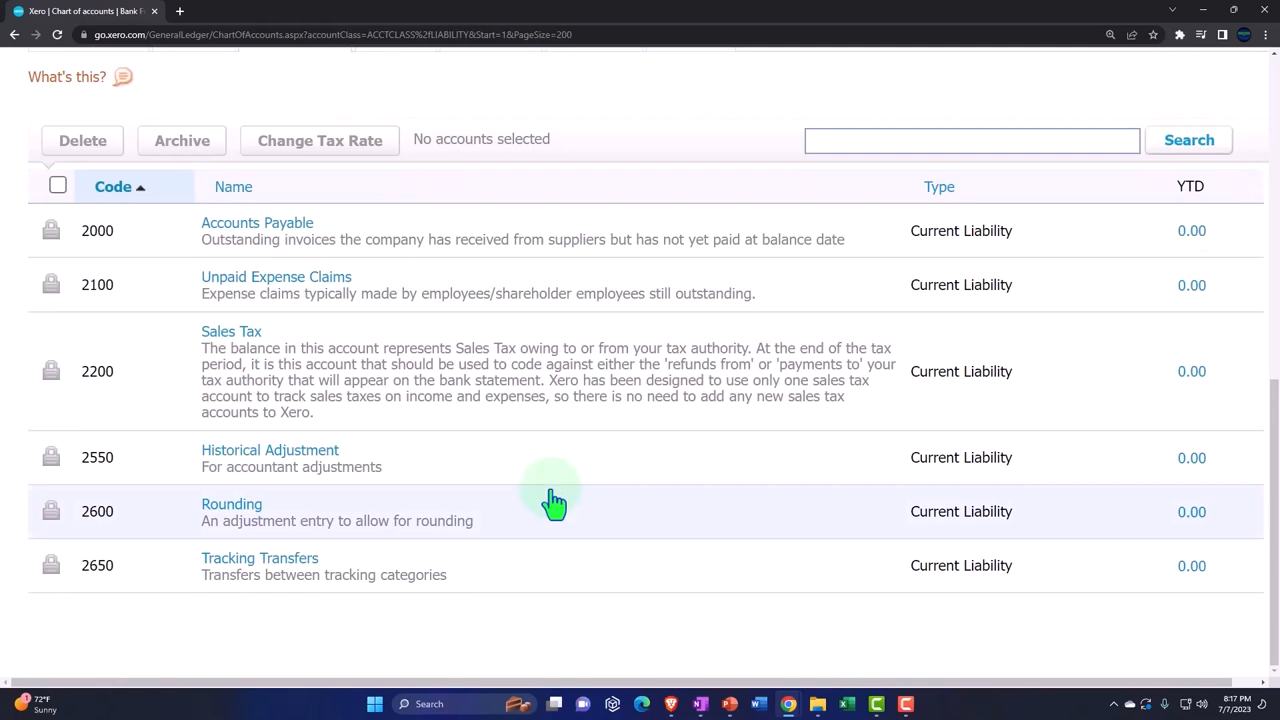 Xero | Chart of accounts | Bank F
go.xero.com/GeneralLedger/ChartOfAccounts.aspx?accountClass=ACCTCLASS%2fLIABILITY&Start=1&PageSize=200
What's this?
Delete Archive Change Tax Rate No accounts selected Search
Code Name Type YTD
2000 Accounts Payable Current Liability 0.00
Outstanding invoices the company has received from suppliers but has not yet paid at balance date
2100 Unpaid Expense Claims Current Liability 0.00
Expense claims typically made by employees/shareholder employees still outstanding.
Sales Tax
The balance in this account represents Sales Tax owing to or from your tax authority. At the end of the tax
period, it is this account that should be used to code against either the 'refunds from' or 'payments to' your
2200 tax authority that will appear on the bank statement. Xero has been designed to use only one sales tax Current Liability 0.00
account to track sales taxes on income and expenses, so there is no need to add any new sales tax
accounts to Xero.
2550 Historical Adjustment Current Liability 0.00
For accountant adjustments
2600 Rounding Current Liability 0.00
An adjustment entry to allow for rounding
2650 Tracking Transfers Current Liability 0.00
Transfers between tracking categories
72°F
Sunny
Search
8:17 PM
7/7/2023